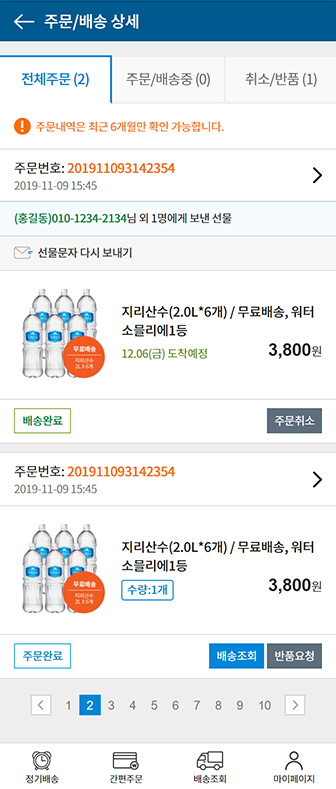 주문/배송 상세
전체주문 (2)
주문/배송중 (0)
취소/반품 (1)
주문내역은 최근 6개월만 확인 가능합니다.
주문번호: 201911093142354
2019-11-09 15:45
(홍길동)010-1234-2134님 외 1명에게 보낸 선물
선물문자 다시 보내기
무료배송
지리산수
2L X 6개
지리산수(2.0L*6개) / 무료배송, 워터
소믈리에1등
12.06(금) 도착예정
3,800원
배송완료
주문취소
주문번호: 201911093142354
2019-11-09 15:45
무료배송
지리산수
2L X 6개
지리산수(2.0L*6개) / 무료배송, 워터
소믈리에1등
수량:1개
3,800원
주문완료
배송조회
반품요청
1 2 3 4 5 6 7 8 9 10
정기배송
간편주문
배송조회
마이페이지